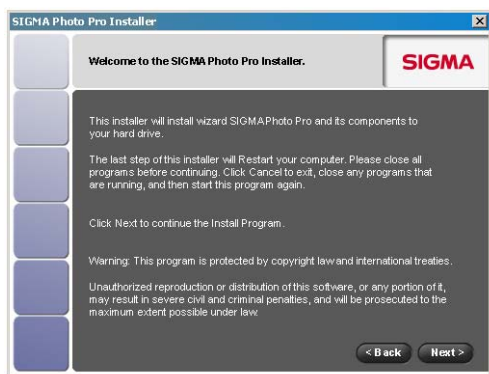 SIGMA Photo Pro Installer
Welcome to the SIGMA Photo Pro Installer.
SIGMA
This installer will install wizard SIGMAPhoto Pro and its components to
your hard drive.
The last step of this installer will Restart your computer. Please close all
programs before continuing. Click Cancel to exit, close any programs that
are running, and then start this program again.
Click Next to continue the Install Program.
Warning: This program is protected by copyright law and international treaties.
Unauthorized reproduction or distribution of this software, or any portion of it,
may result in severe civil and criminal penalties, and will be prosecuted to the
maximum extent possible under law.
< Back
Next >